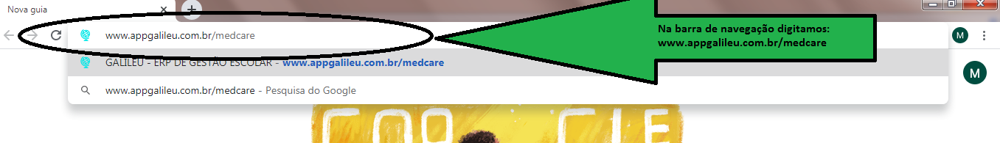 Nova guia
www.appgalileu.com.br/medcare
Na barra de navegação digitamos:
www.appgalileu.com.br/medcare
M
GALILEU - ERP DE GESTÃO ESCOLAR - www.appgalileu.com.br/medcare
M
www.appgalileu.com.br/medcare - Pesquisa do Google